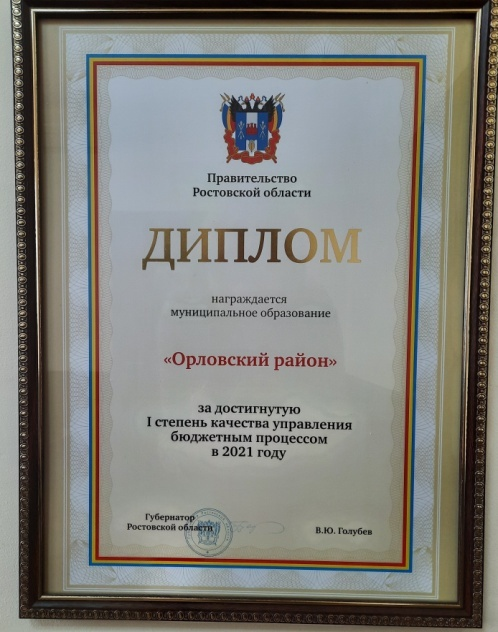 Правительство
Ростовской области
ДИПЛОМ
награждается
муниципальное образование
«Орловский район»
за достигнутую
I степень качества управления
бюджетным процессом
в 2021 году
Губернатор
Ростовской области
В.Ю. Голубев